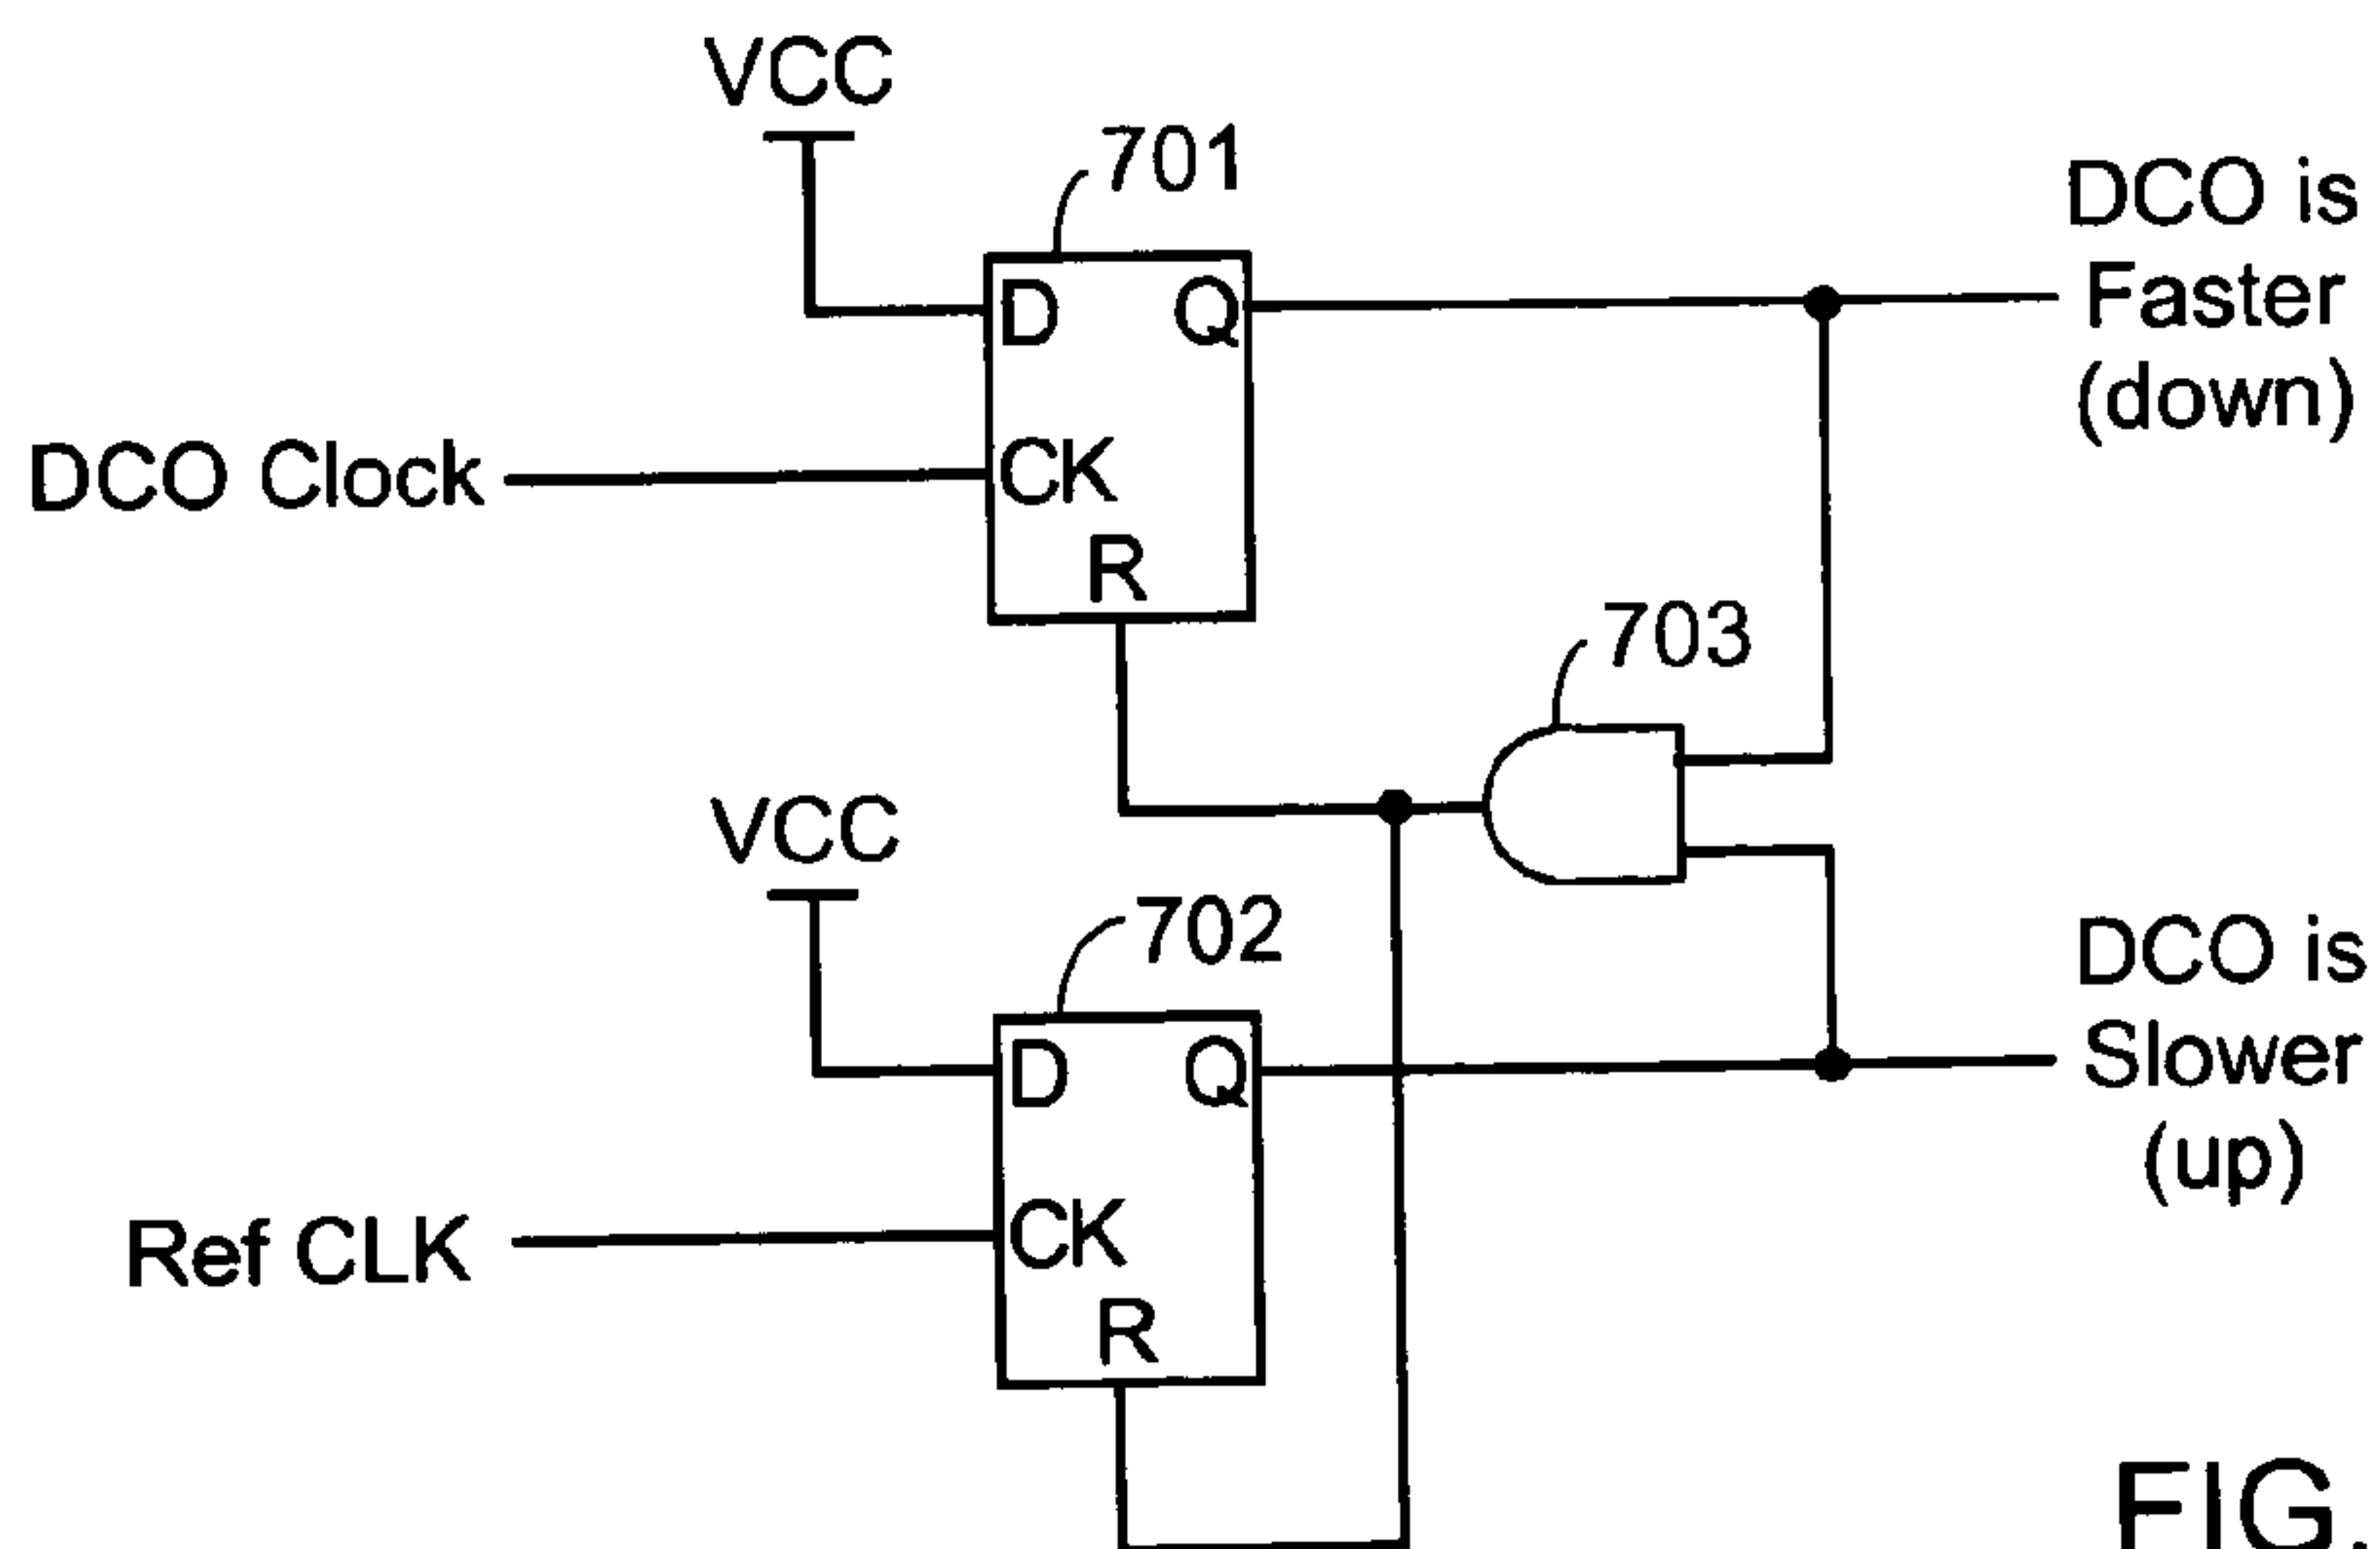 VCC
701
D Q
CK
R
DCO Clock
DCO is
Faster
(down)
703
VCC
702
D Q
CK
R
Ref CLK
DCO is
Slower
(up)
FIG.